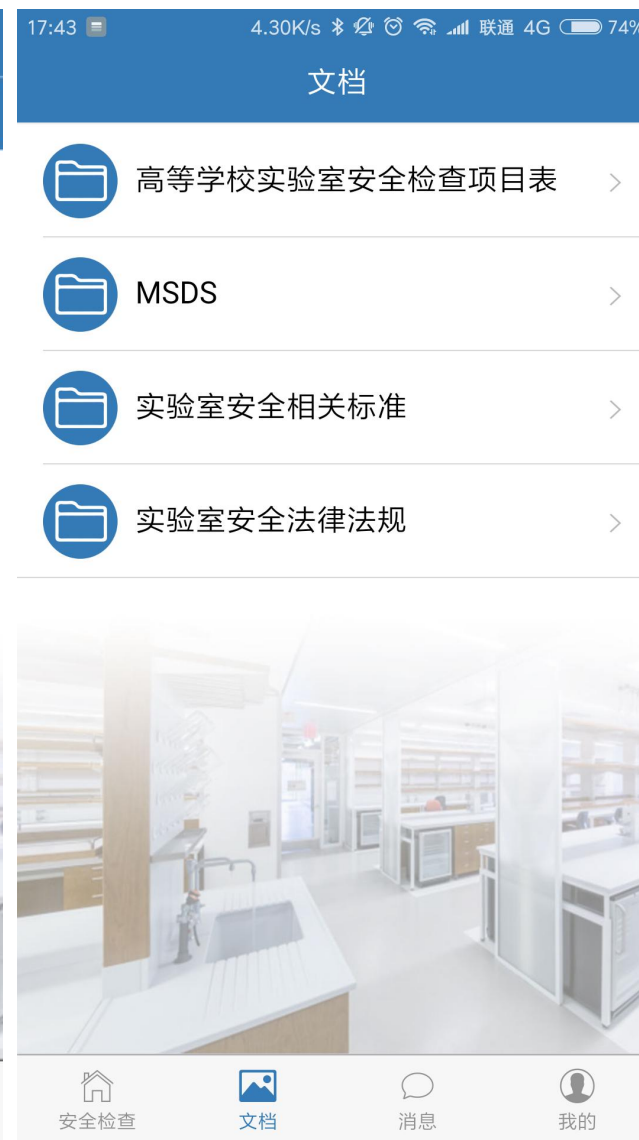 17:43 4.30K/s 联通 4G 74%
文档
高等学校实验室安全检查项目表
MSDS
实验室安全相关标准
实验室安全法律法规
安全检查 文档 消息 我的